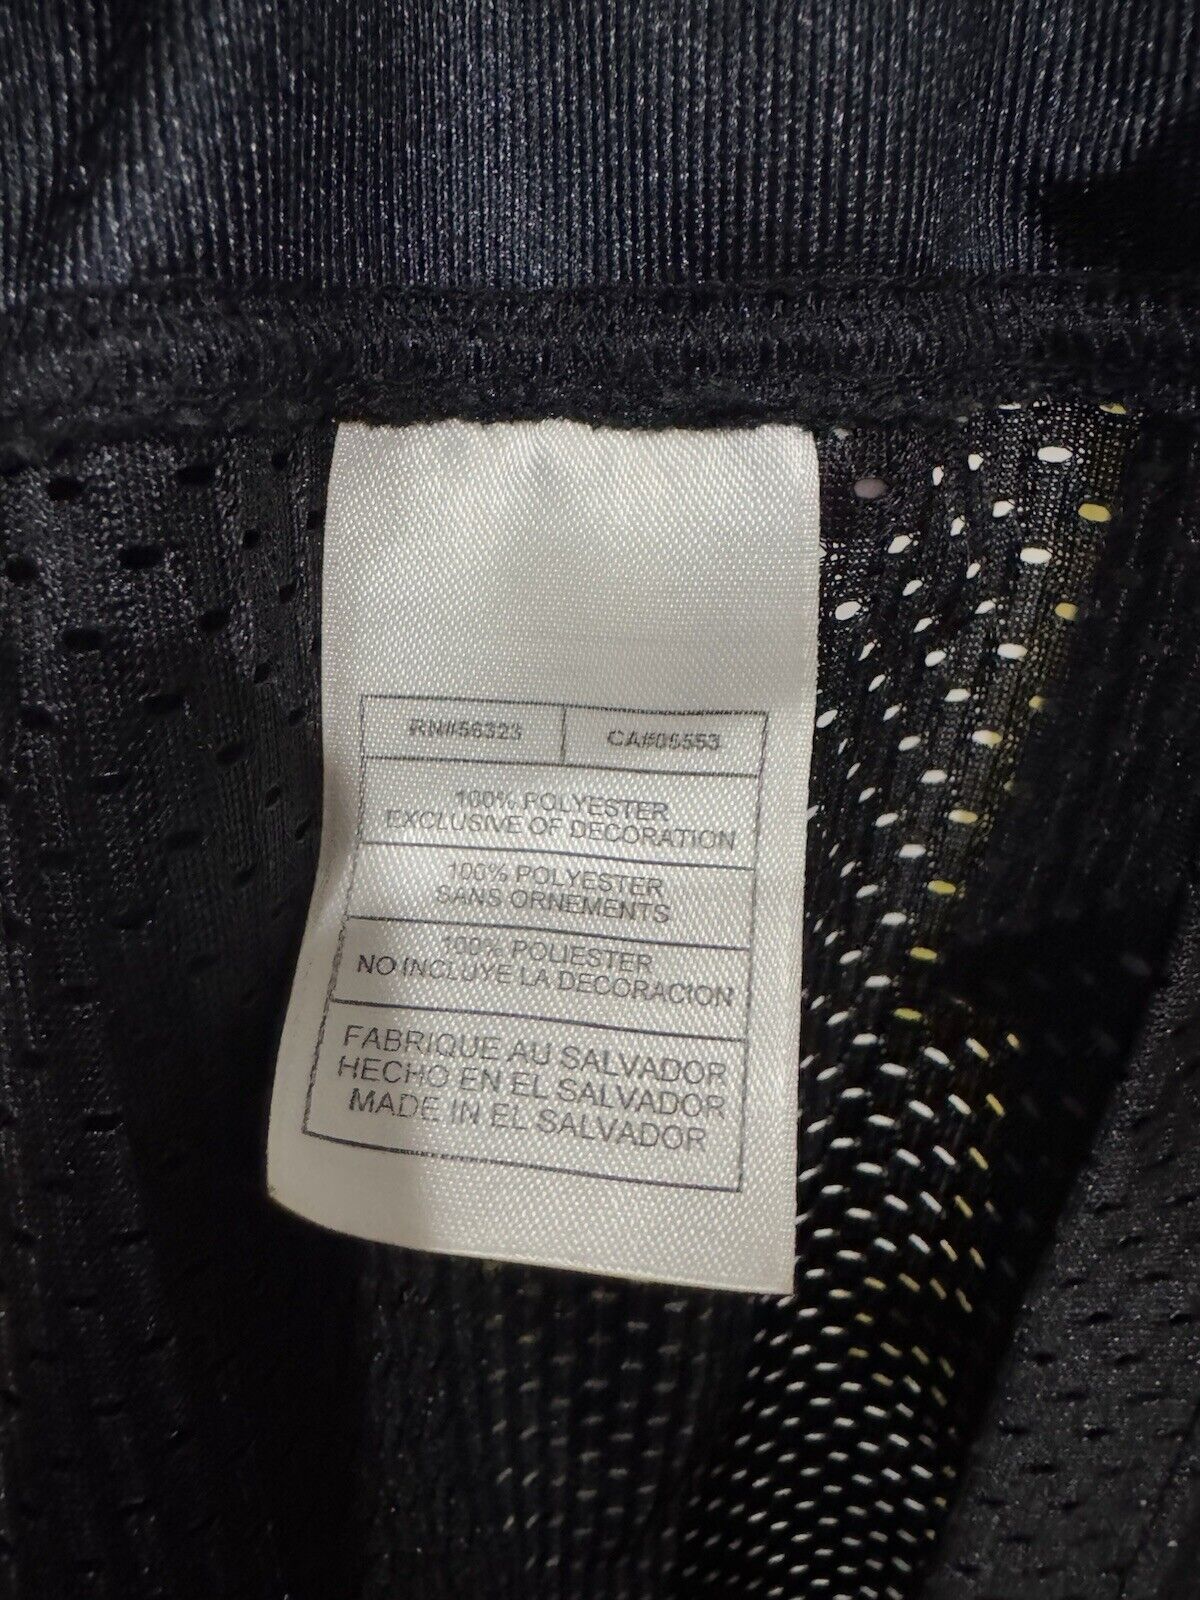 RN#56323 CA#05553
100% POLYESTER
EXCLUSIVE OF DECORATION
100% POLYESTER
SANS ORNEMENTS
100% POLIESTER
NO INCLUYE LA DECORACION
FABRIQUE AU SALVADOR
HECHO EN EL SALVADOR
MADE IN EL SALVADOR